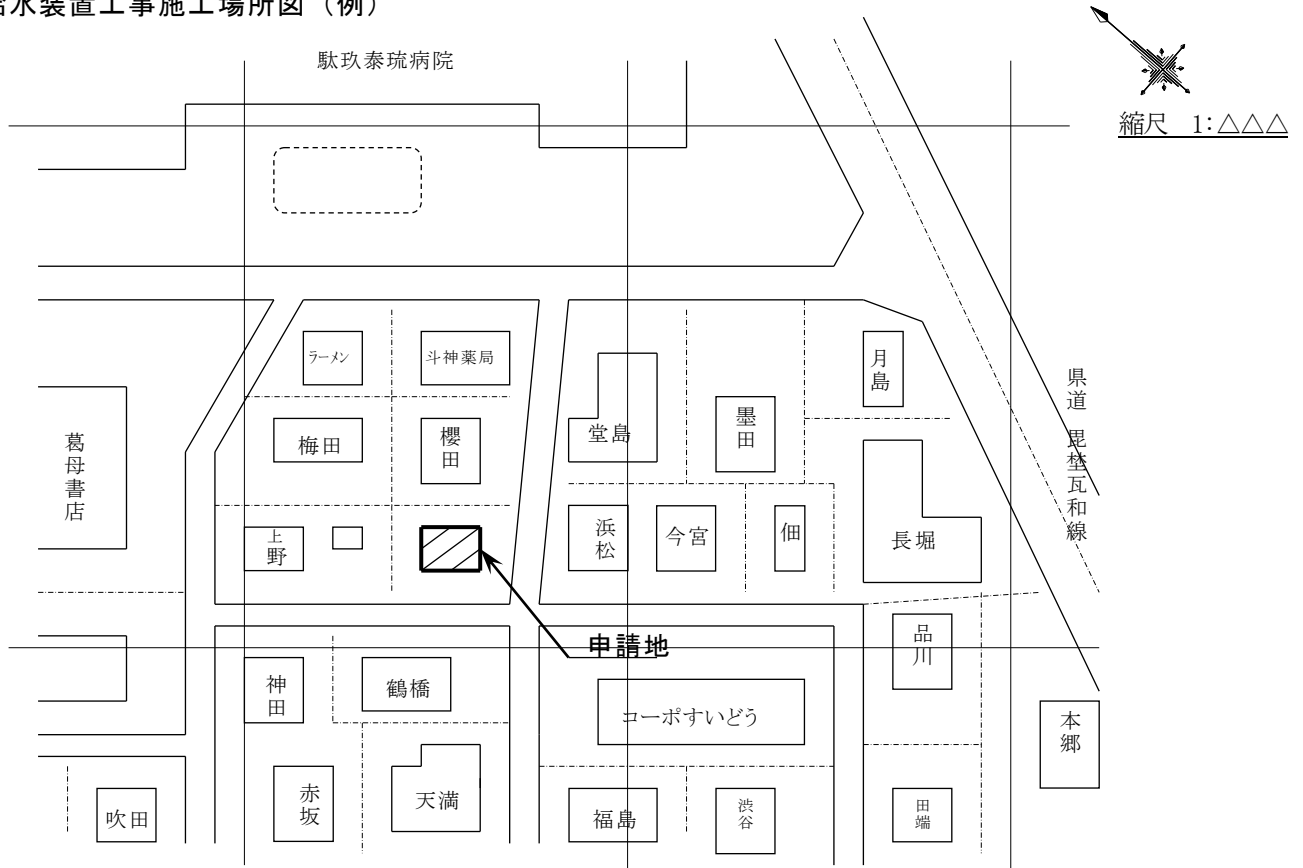 給水装置工事施工場所図（例）
駄玖泰琉病院
縮尺　1：△△△
ラーメン
斗神薬局
月島
県道　毘埜瓦和線
葛母書店
梅田
櫻田
堂島
墨田
上野
浜松
今宮
佃
長堀
申請地
品川
神田
鶴橋
コーポすいどう
本郷
吹田
赤坂
天満
福島
渋谷
田端